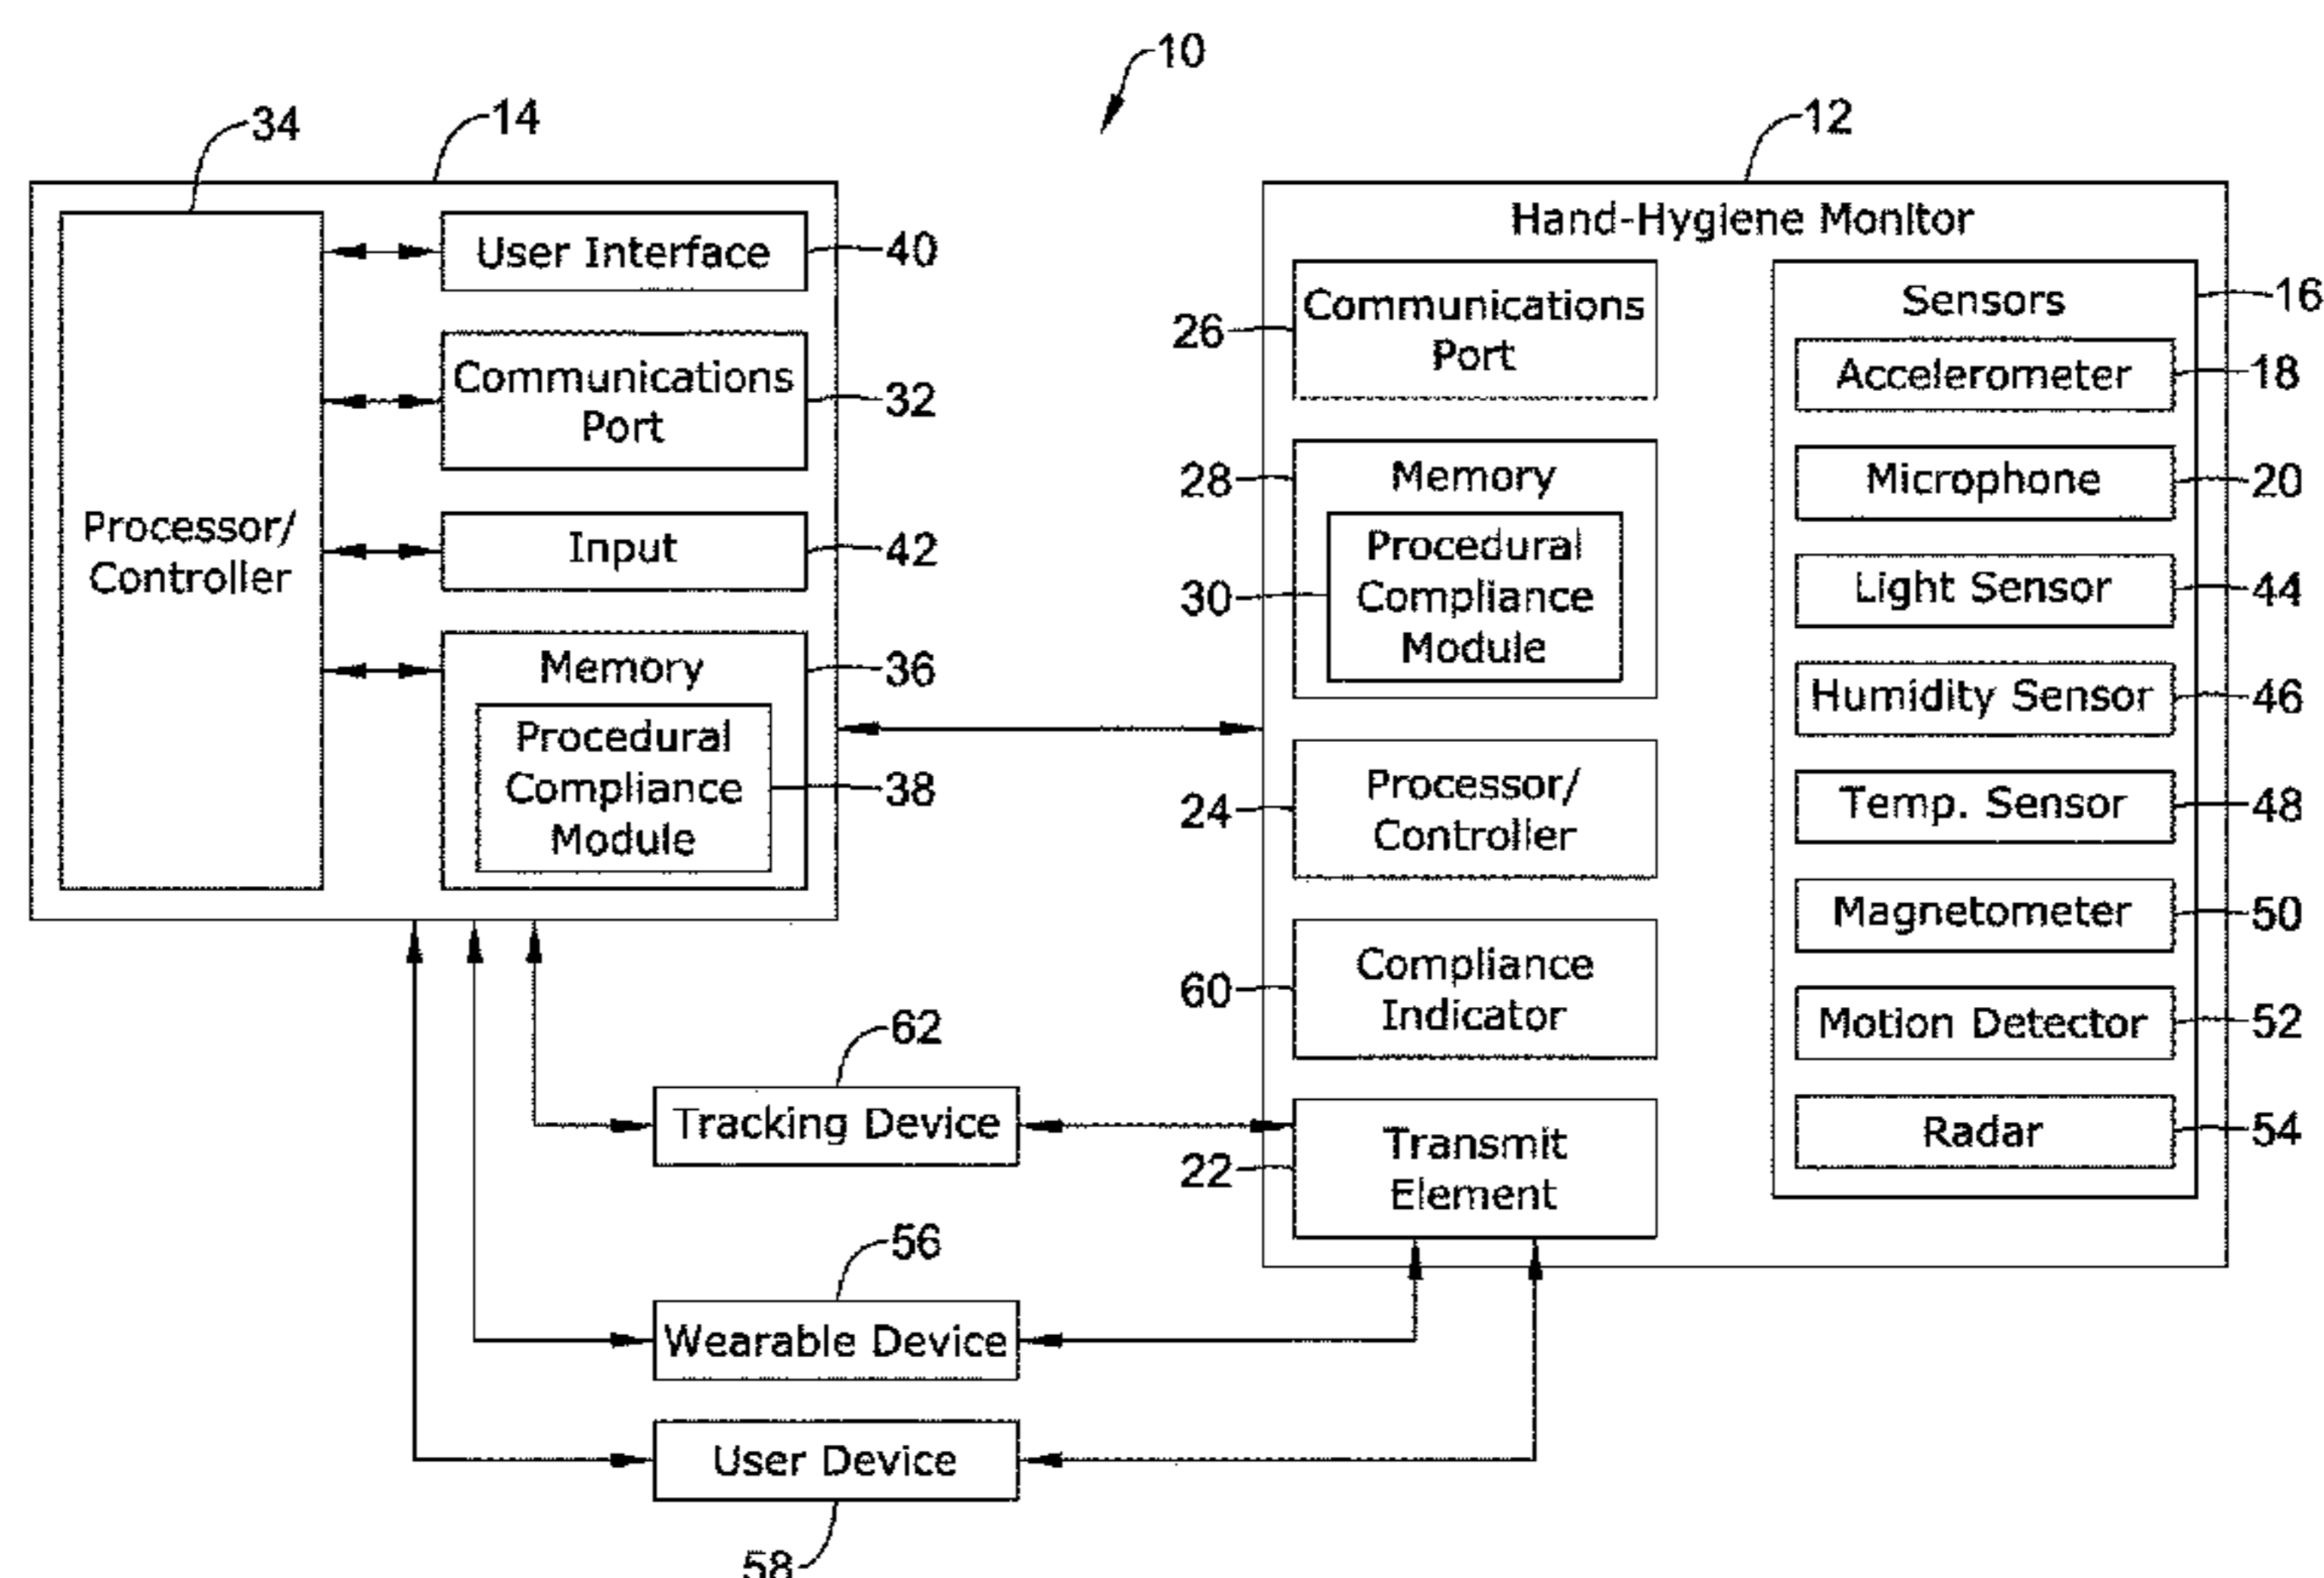 10
34
14
12
User Interface
40
Communications
Port
32
Processor/
Controller
Input
42
Memory
36
Procedural
Compliance
Module
38
Hand-Hygiene Monitor
Communications
Port
26
Memory
28
Procedural
Compliance
Module
30
Processor/
Controller
24
Compliance
Indicator
60
Transmit
Element
22
Sensors
16
Accelerometer
18
Microphone
20
Light Sensor
44
Humidity Sensor
46
Temp. Sensor
48
Magnetometer
50
Motion Detector
52
Radar
54
62
Tracking Device
56
Wearable Device
User Device
58